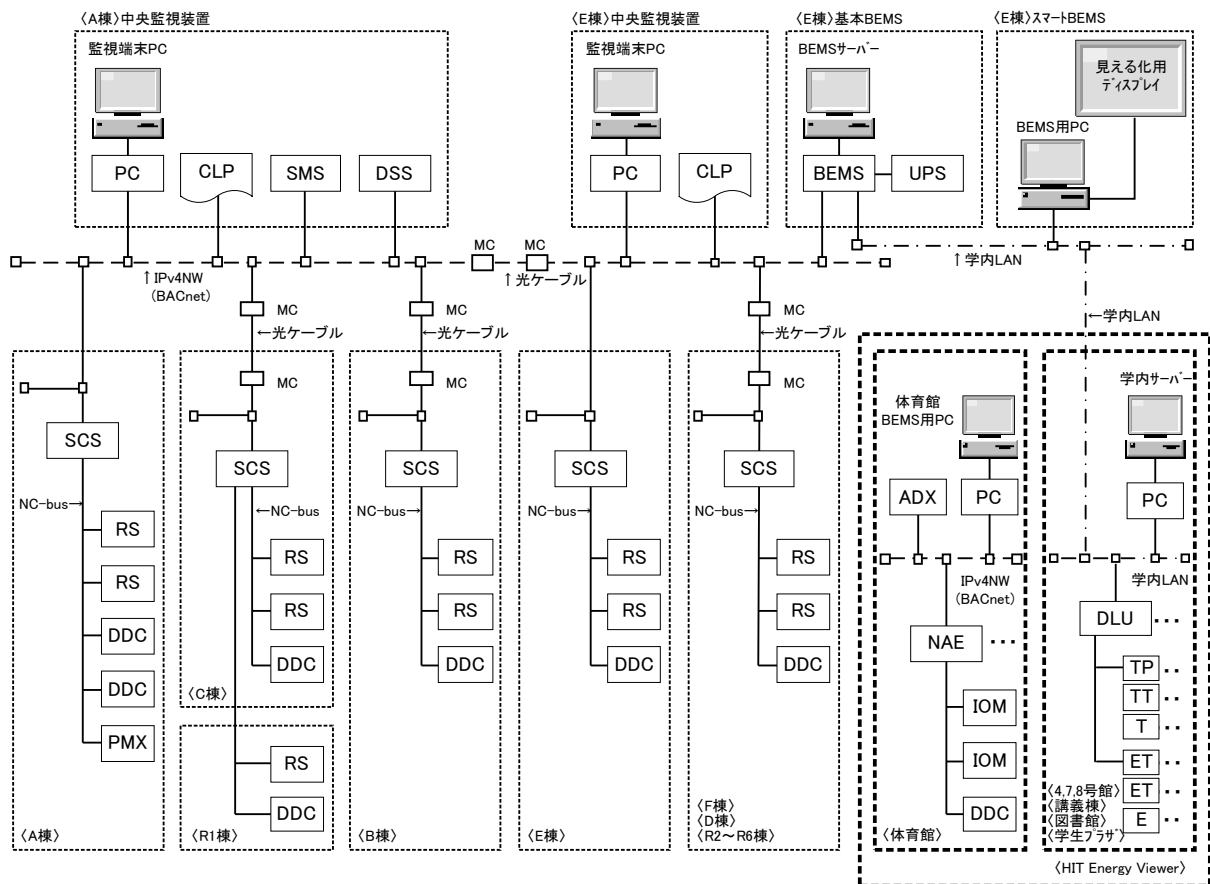 〈A棟〉中央監視装置
監視端末PC
PC
CLP
SMS
DSS
〈E棟〉中央監視装置
監視端末PC
PC
CLP
〈E棟〉基本BEMS
BEMSサーバー
BEMS
UPS
〈E棟〉スマートBEMS
見える化用
ディスプレイ
BEMS用PC
MC
MC
↑IPv4NW
(BACnet)
↑光ケーブル
↑学内LAN
←学内LAN
MC
←光ケーブル
MC
←光ケーブル
MC
←光ケーブル
SCS
NC-bus→
RS
RS
DDC
DDC
PMX
〈A棟〉
MC
SCS
←NC-bus
RS
RS
DDC
〈C棟〉
RS
DDC
〈R1棟〉
MC
SCS
NC-bus→
RS
RS
DDC
〈B棟〉
SCS
NC-bus→
RS
RS
DDC
〈E棟〉
MC
SCS
NC-bus→
RS
RS
DDC
〈F棟〉
〈D棟〉
〈R2～R6棟〉
体育館
BEMS用PC
ADX
PC
IPv4NW
(BACnet)
NAE
･･･
IOM
IOM
DDC
〈体育館〉
学内サーバー
PC
学内LAN
DLU
･･･
TP
･･
TT
･･
T
･･
ET
･･
ET
･･
E
･･
〈4,7,8号館〉
〈講義棟〉
〈図書館〉
〈学生プラザ〉
〈HIT Energy Viewer〉